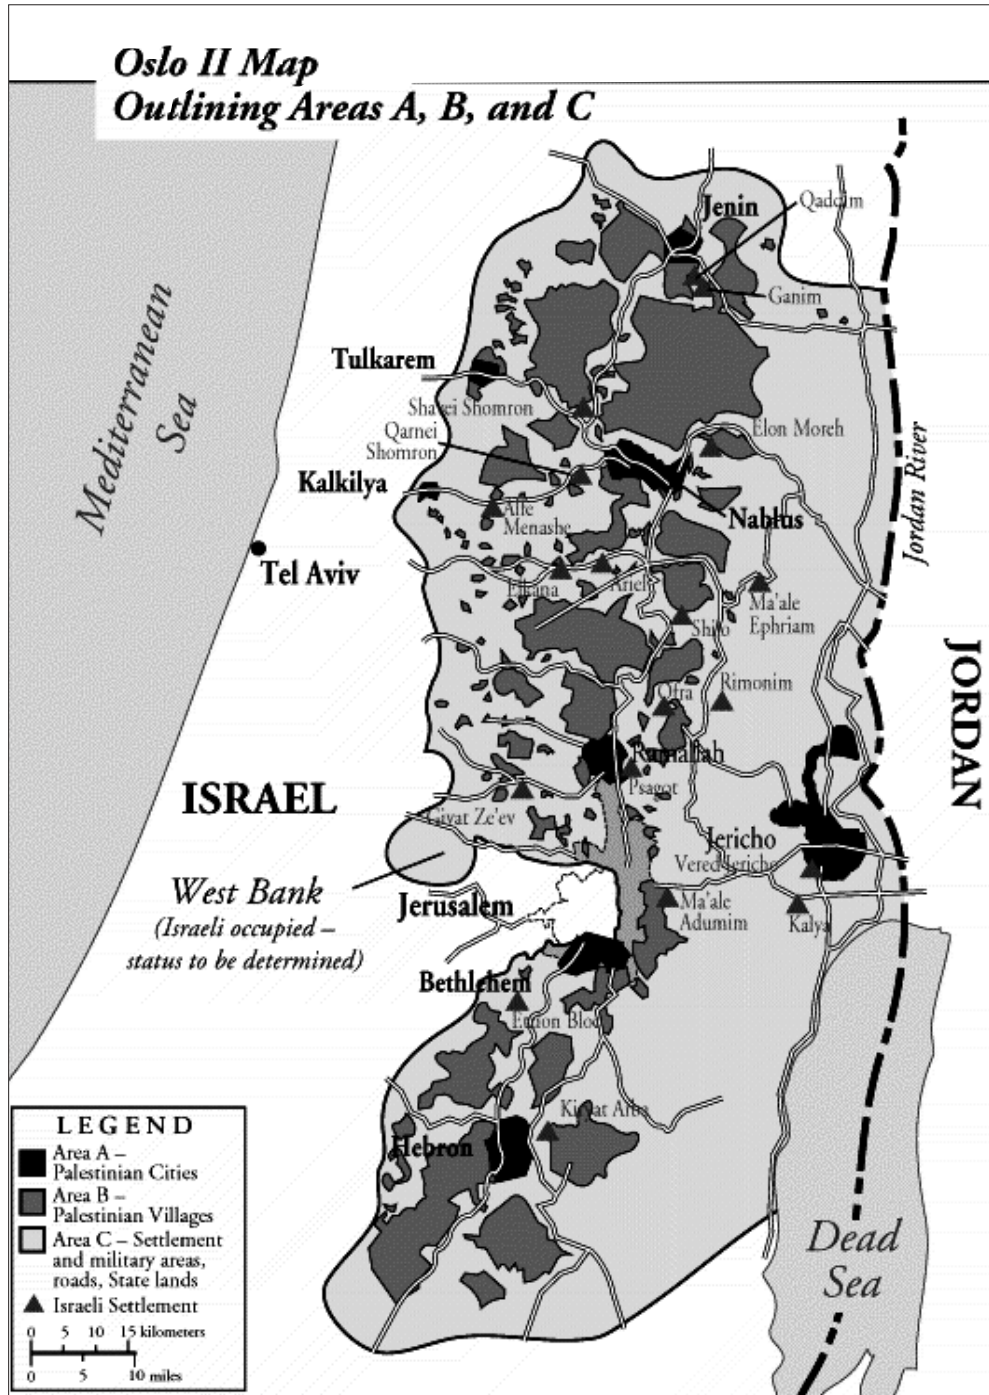 Oslo II Map
Outlining Areas A, B, and C
Jenin
Qadaim
Ganim
Mediterranean
Sea
Tulkarem
Shavei Shomron
Qarnei
Shomron
Elon Moreh
Kalkilya
Alfe
Menashe
Nablus
Jordan River
Tel Aviv
Elkana
Ariel
Ma'ale
Ephriam
Shilo
JORDAN
Ofra
Rimonim
Ramallah
Psagot
ISRAEL
Givat Ze'ev
Jericho
Vered Jericho
West Bank
(Israeli occupied –
status to be determined)
Jerusalem
Ma'ale
Adumim
Kalya
Bethlehem
Etzion Bloc
Kiryat Arba
Hebron
Dead
Sea
LEGEND
Area A –
Palestinian Cities
Area B –
Palestinian Villages
Area C – Settlement
and military areas,
roads, State lands
Israeli Settlement
0 5 10 15 kilometers
0 5 10 miles